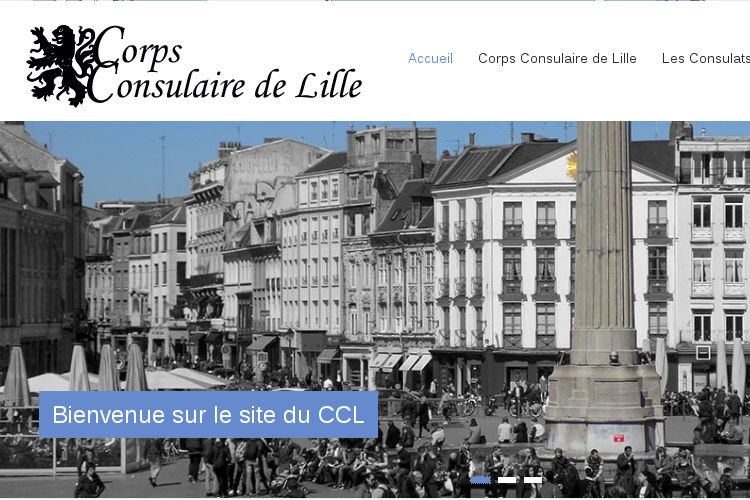 Corps
Consulaire de Lille
Accueil Corps Consulaire de Lille Les Consulats
Bienvenue sur le site du CCL